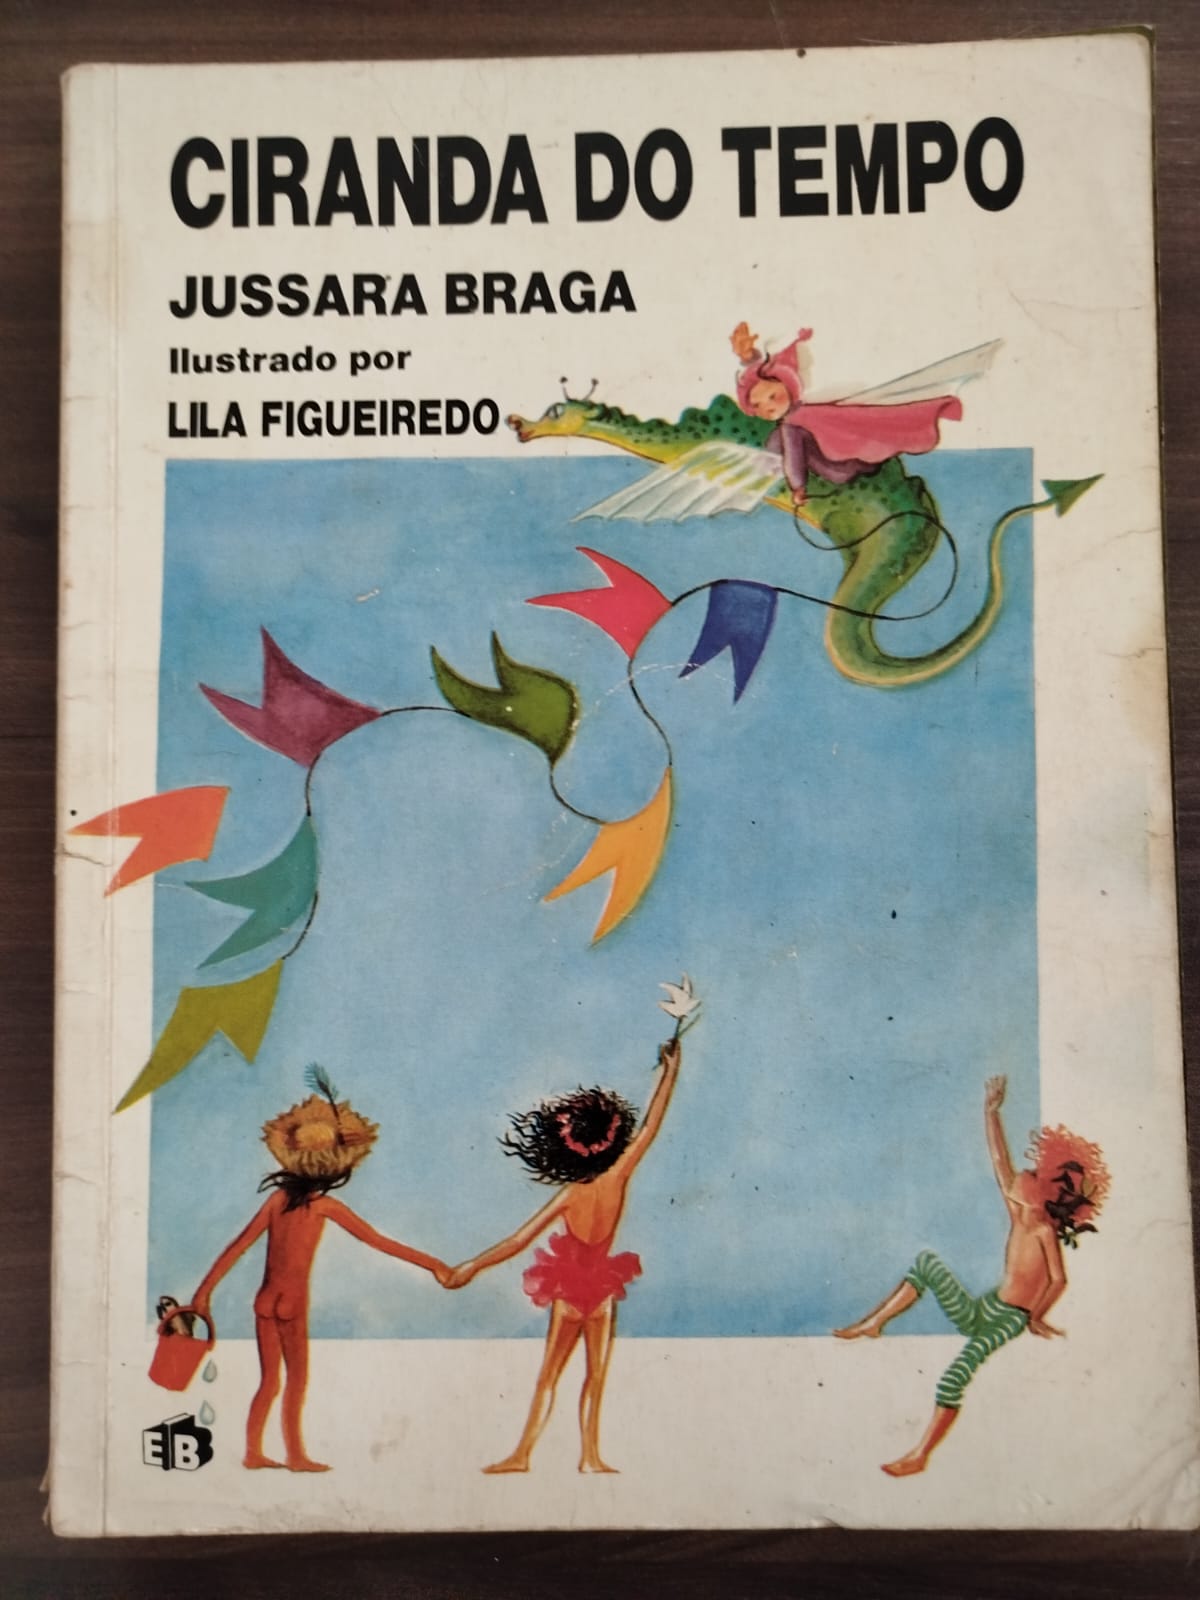 CIRANDA DO TEMPO
JUSSARA BRAGA
Ilustrado por
LILA FIGUEIREDO
EB